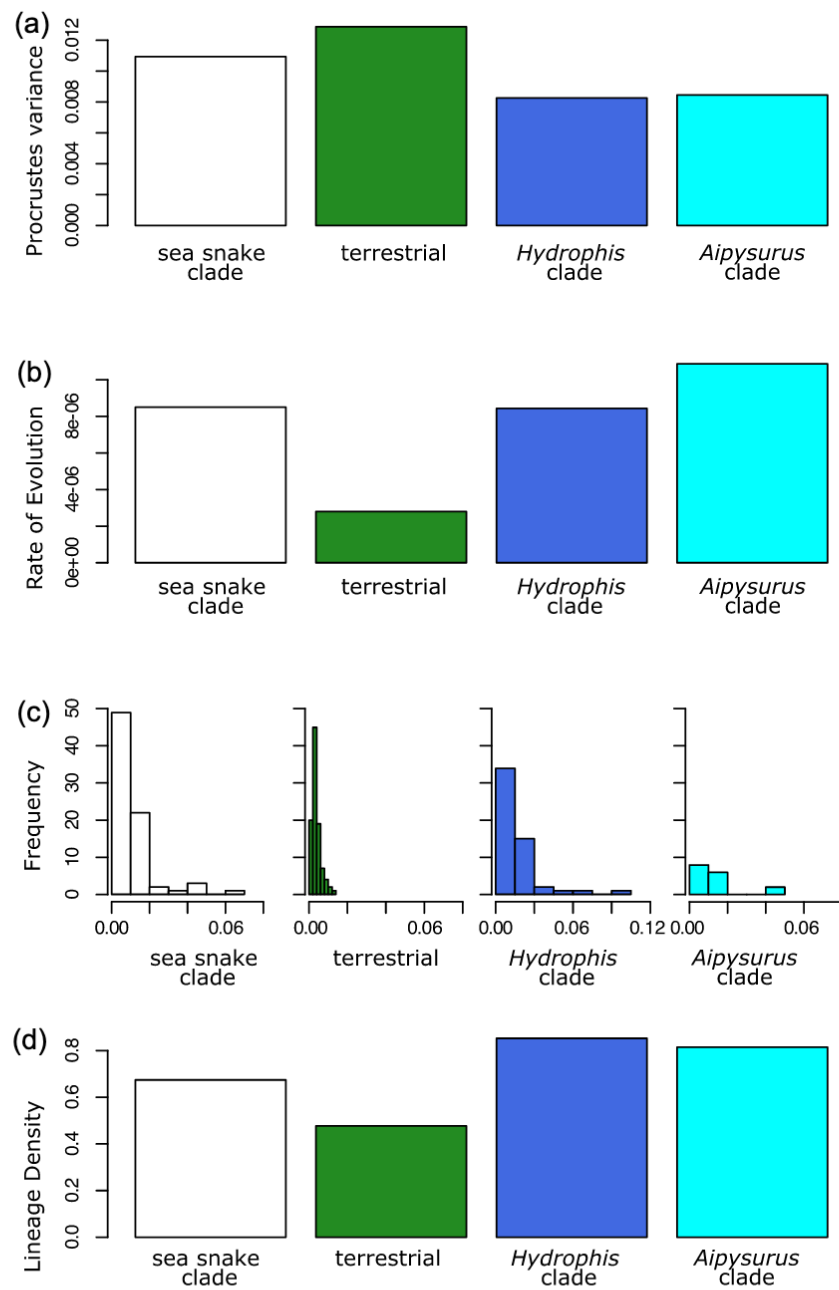 (a)
Procrustes variance
0.012
0.008
0.004
0.000
sea snake
clade
terrestrial
Hydrophis
clade
Aipysurus
clade
(b)
Rate of Evolution
8e-06
4e-06
0e+00
sea snake
clade
terrestrial
Hydrophis
clade
Aipysurus
clade
(c)
Frequency
50
40
30
20
10
0
0.00 0.06
sea snake
clade
0.00 0.06
terrestrial
0.00 0.06 0.12
Hydrophis
clade
0.00 0.06
Aipysurus
clade
(d)
Lineage Density
0.8
0.6
0.4
0.2
0.0
sea snake
clade
terrestrial
Hydrophis
clade
Aipysurus
clade